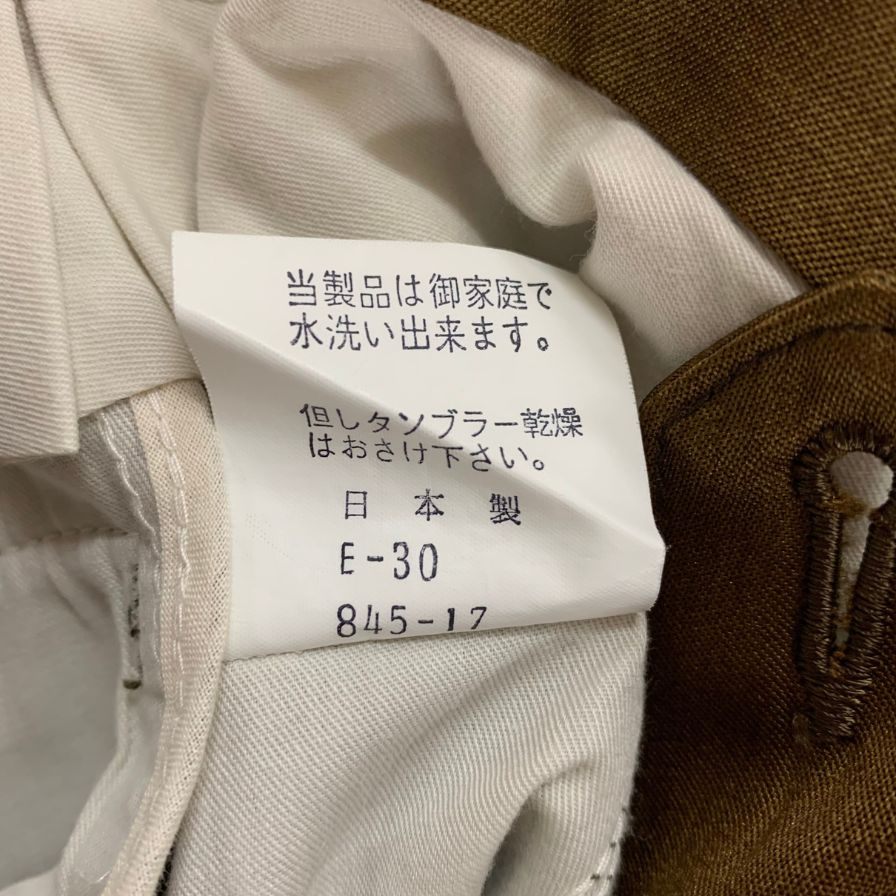 当製品は御家庭で
水洗い出来ます。
但しタンブラー乾燥
はおさけ下さい。
日本製
E-30
845-17